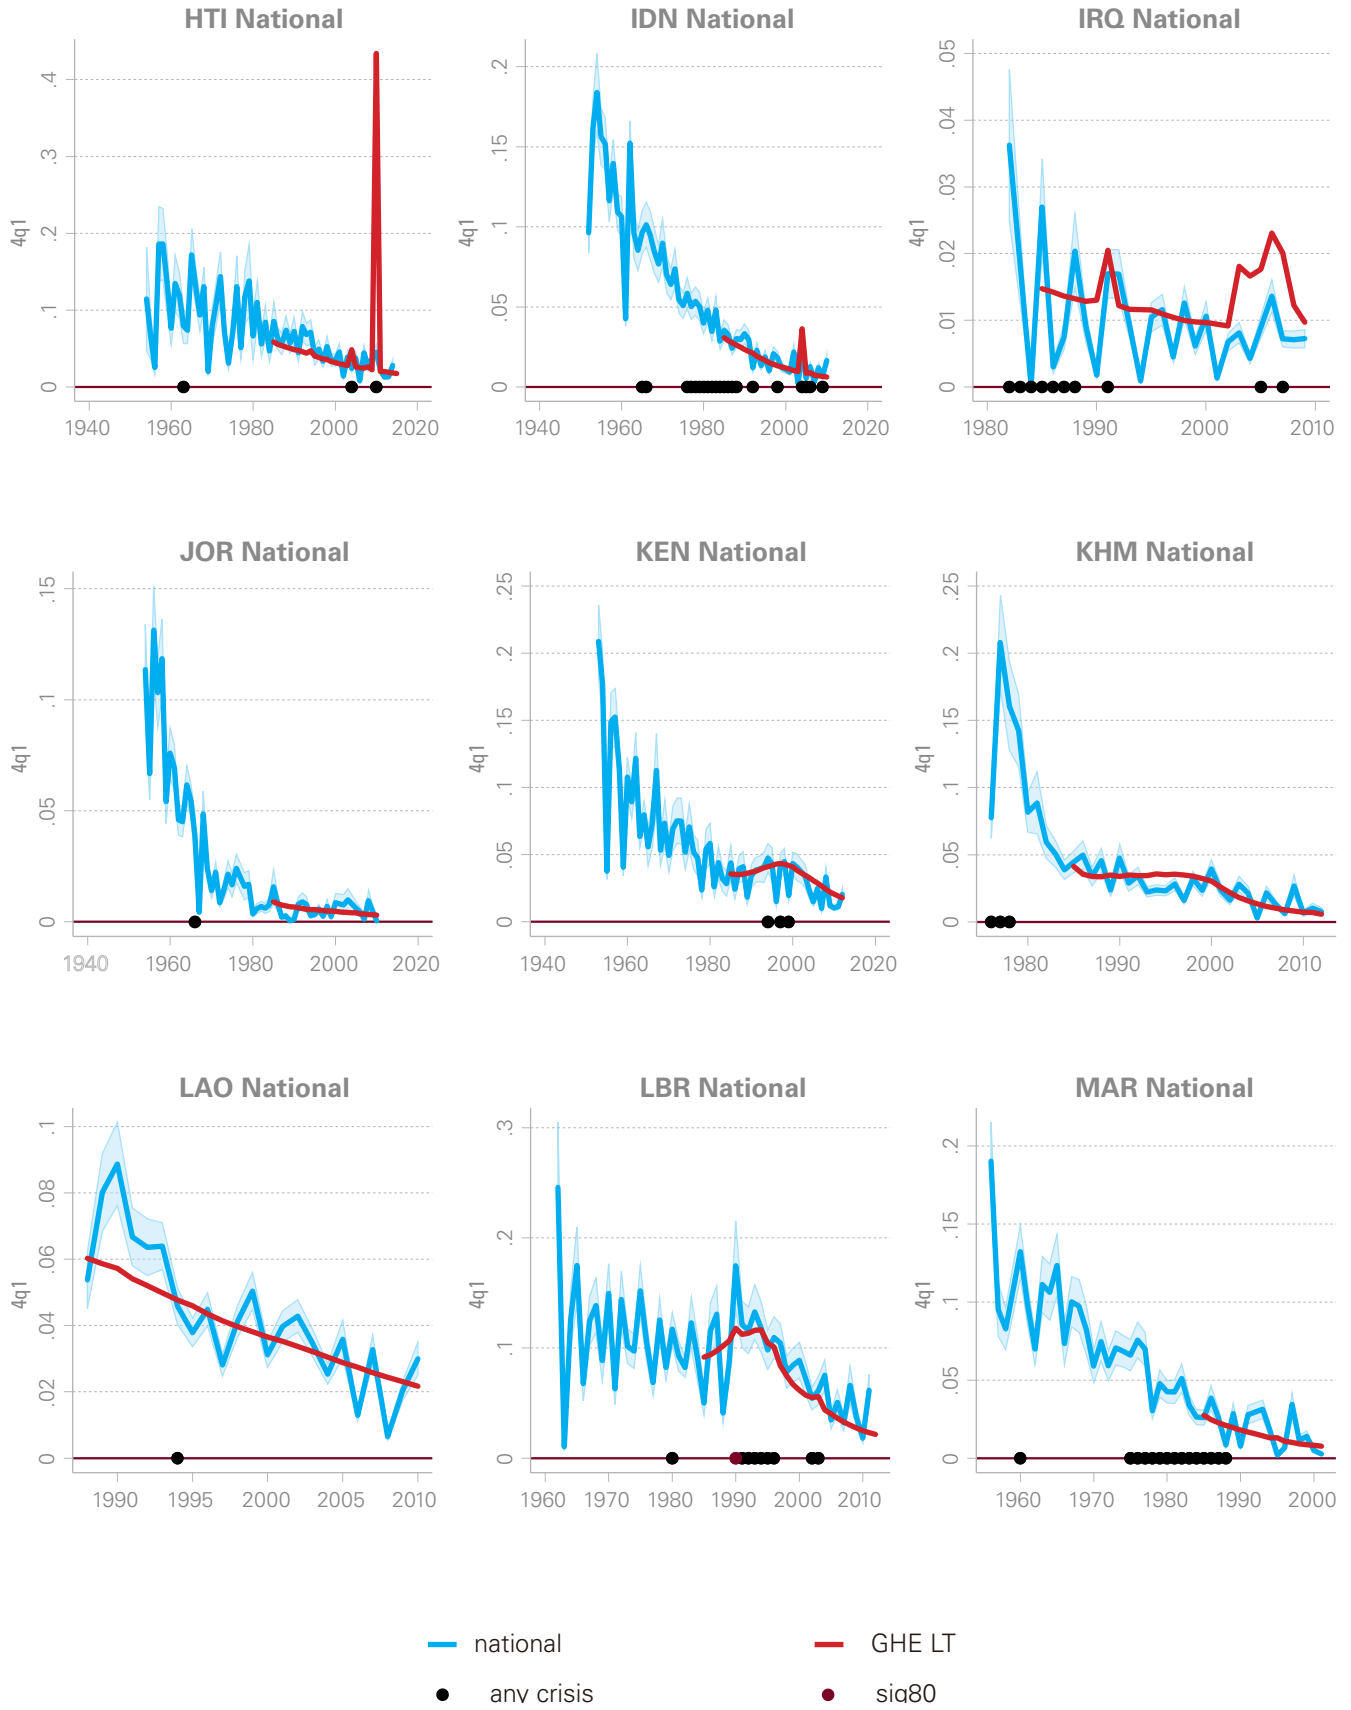 HTI National IDN National IRQ National
4q1
0 .1 .2 .3 .4
1940 1960 1980 2000 2020
4q1
0 .05 .1 .15 .2
1940 1960 1980 2000 2020
4q1
0 .01 .02 .03 .04 .05
1980 1990 2000 2010
JOR National KEN National KHM National
4q1
0 .05 .1 .15
1940 1960 1980 2000 2020
4q1
0 .05 .1 .15 .2 .25
1940 1960 1980 2000 2020
4q1
0 .05 .1 .15 .2 .25
1980 1990 2000 2010
LAO National LBR National MAR National
4q1
0 .02 .04 .06 .08 .1
1990 1995 2000 2005 2010
4q1
0 .1 .2 .3
1960 1970 1980 1990 2000 2010
4q1
0 .05 .1 .15 .2
1960 1970 1980 1990 2000
national GHE LT
any crisis sig80